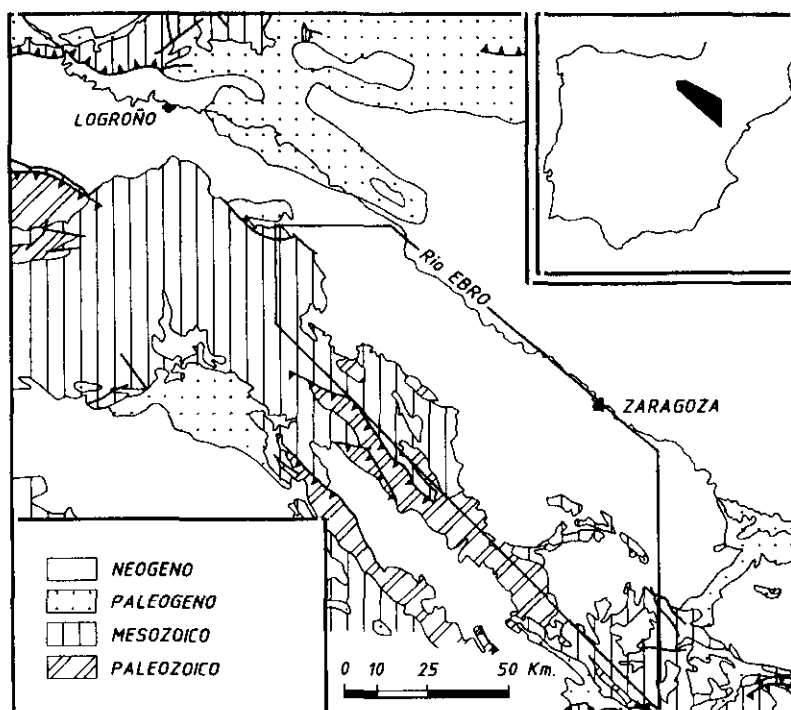 LOGROÑO
Río EBRO
ZARAGOZA
NEOGENO
PALEOGENO
MESOZOICO
PALEOZOICO
0 10 25 50 Km.